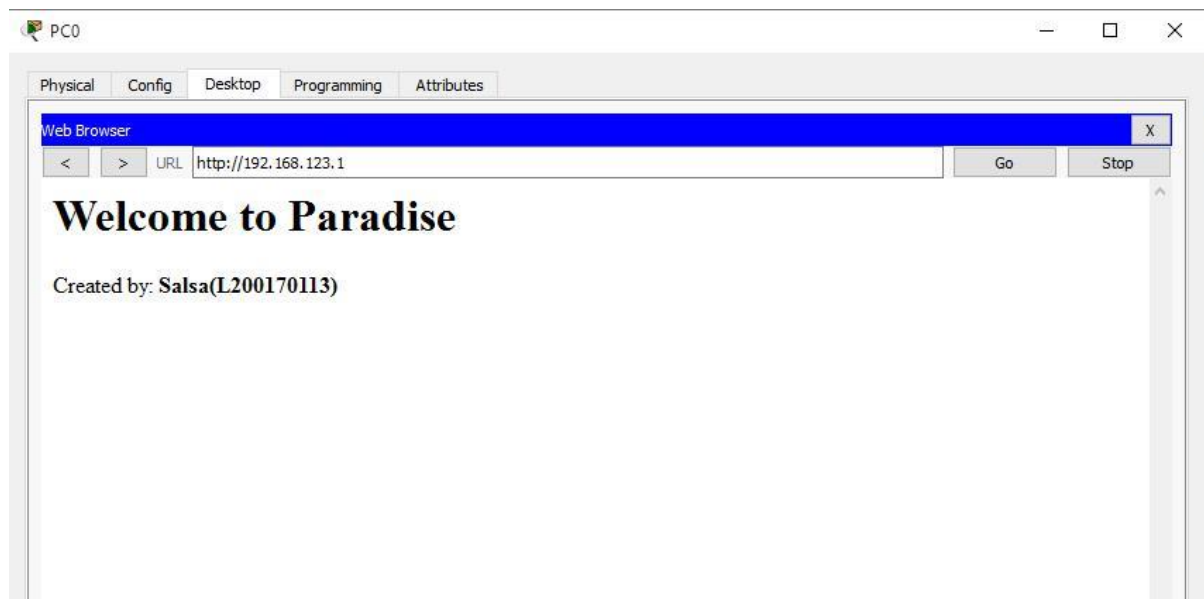 PC0
Physical Config Desktop Programming Attributes
Web Browser X
< > URL http://192.168.123.1 Go Stop
Welcome to Paradise
Created by: Salsa(L200170113)